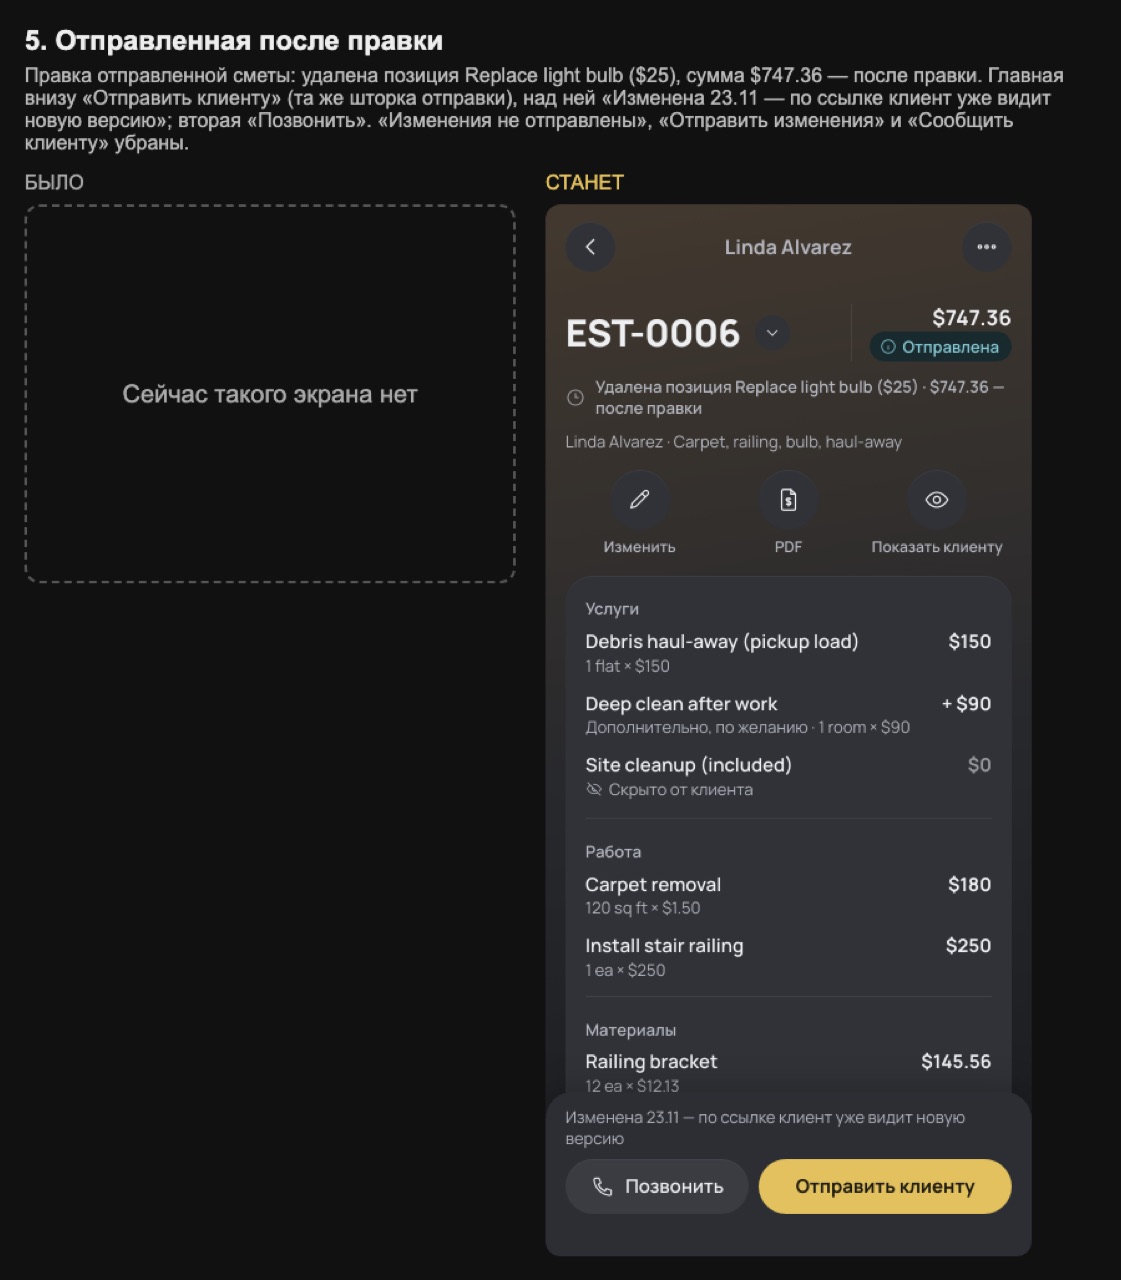 5. Отправленная после правки
Правка отправленной сметы: удалена позиция Replace light bulb ($25), сумма $747.36 — после правки. Главная
внизу «Отправить клиенту» (та же шторка отправки), над ней «Изменена 23.11 — по ссылке клиент уже видит
новую версию»; вторая «Позвонить». «Изменения не отправлены», «Отправить изменения» и «Сообщить
клиенту» убраны.
БЫЛО
Сейчас такого экрана нет
СТАНЕТ
Linda Alvarez
EST-0006
$747.36
Отправлена
Удалена позиция Replace light bulb ($25) · $747.36 —
после правки
Linda Alvarez · Carpet, railing, bulb, haul-away
Изменить
PDF
Показать клиенту
Услуги
Debris haul-away (pickup load) $150
1 flat × $150
Deep clean after work + $90
Дополнительно, по желанию · 1 room × $90
Site cleanup (included) $0
Скрыто от клиента
Работа
Carpet removal $180
120 sq ft × $1.50
Install stair railing $250
1 ea × $250
Материалы
Railing bracket $145.56
12 ea × $12.13
Изменена 23.11 — по ссылке клиент уже видит новую
версию
Позвонить
Отправить клиенту